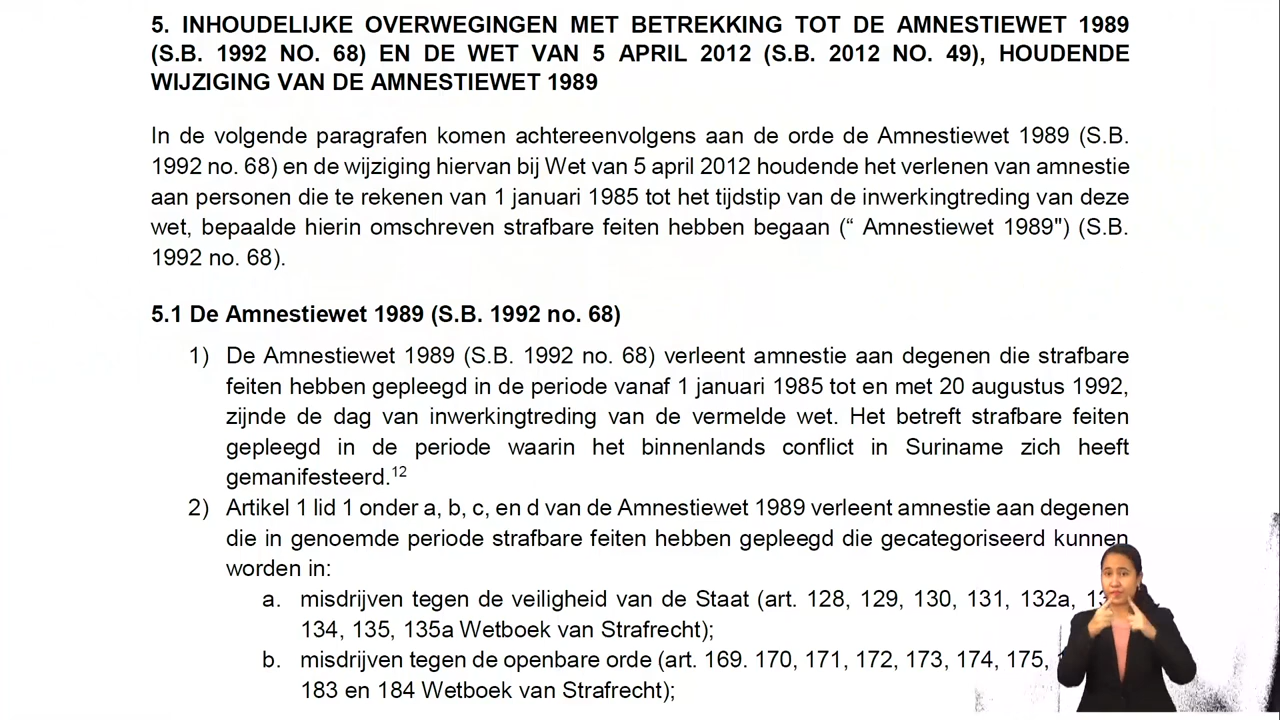 5. INHOUDELIJKE OVERWEGINGEN MET BETREKKING TOT DE AMNESTIEWET 1989
(S.B. 1992 NO. 68) EN DE WET VAN 5 APRIL 2012 (S.B. 2012 NO. 49), HOUDENDE
WIJZIGING VAN DE AMNESTIEWET 1989
In de volgende paragrafen komen achtereenvolgens aan de orde de Amnestiewet 1989 (S.B.
1992 no. 68) en de wijziging hiervan bij Wet van 5 april 2012 houdende het verlenen van amnestie
aan personen die te rekenen van 1 januari 1985 tot het tijdstip van de inwerkingtreding van deze
wet, bepaalde hierin omschreven strafbare feiten hebben begaan (“ Amnestiewet 1989") (S.B.
1992 no. 68).
5.1 De Amnestiewet 1989 (S.B. 1992 no. 68)
1) De Amnestiewet 1989 (S.B. 1992 no. 68) verleent amnestie aan degenen die strafbare
feiten hebben gepleegd in de periode vanaf 1 januari 1985 tot en met 20 augustus 1992,
zijnde de dag van inwerkingtreding van de vermelde wet. Het betreft strafbare feiten
gepleegd in de periode waarin het binnenlands conflict in Suriname zich heeft
gemanifesteerd.12
2) Artikel 1 lid 1 onder a, b, c, en d van de Amnestiewet 1989 verleent amnestie aan degenen
die in genoemde periode strafbare feiten hebben gepleegd die gecategoriseerd kunnen
worden in:
a. misdrijven tegen de veiligheid van de Staat (art. 128, 129, 130, 131, 132a,
134, 135, 135a Wetboek van Strafrecht);
b. misdrijven tegen de openbare orde (art. 169. 170, 171, 172, 173, 174, 175,
183 en 184 Wetboek van Strafrecht);